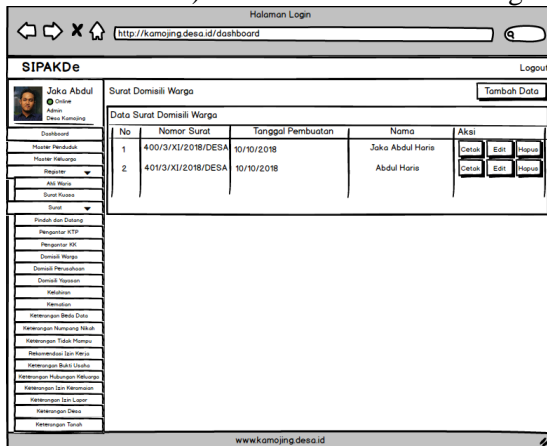 Halaman Login
http://kamojing.desa.id/dashboard
SIPAKDe
Logout
Jaka Abdul
Online
Admin
Desa Kamojing
Surat Domisili Warga
Tambah Data
Data Surat Domisili Warga
No Nomor Surat Tanggal Pembuatan Nama Aksi
1 400/3/XI/2018/DESA 10/10/2018 Jaka Abdul Haris Cetak Edit Hapus
2 401/3/XI/2018/DESA 10/10/2018 Abdul Haris Cetak Edit Hapus
Dashboard
Master Penduduk
Master Keluarga
Register
Ahli Waris
Surat Kuasa
Surat
Pindah dan Datang
Pengantar KTP
Pengantar KK
Domisili Warga
Domisili Perusahaan
Domisili Yayasan
Kelahiran
Kematian
Keterangan Beda Data
Keterangan Numpang Nikah
Keterangan Tidak Mampu
Rekomendasi Izin Kerja
Keterangan Bukti Usaha
Keterangan Hubungan Keluarga
Keterangan Izin Keramaian
Keterangan Izin Lapor
Keterangan Desa
Keterangan Tanah
www.kamojing.desa.id